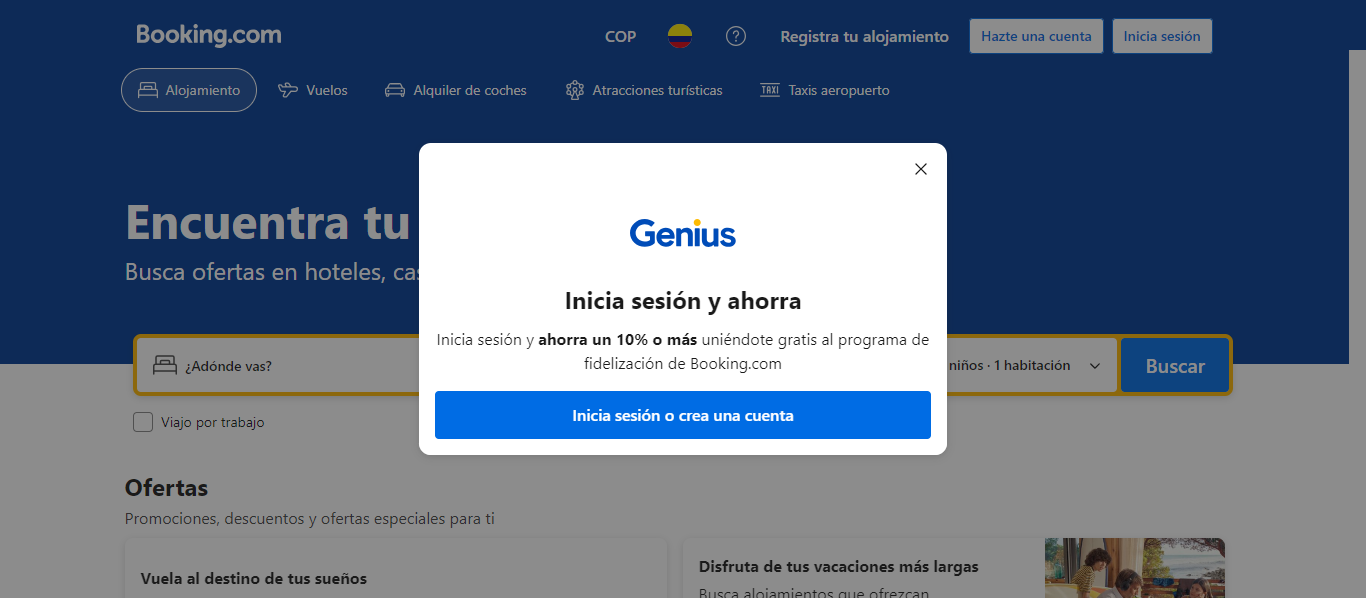 Booking.com
COP
Registra tu alojamiento
Hazte una cuenta
Inicia sesión
Alojamiento
Vuelos
Alquiler de coches
Atracciones turísticas
TAXI
Taxis aeropuerto
Encuentra tu
Busca ofertas en hoteles,
Genius
Inicia sesión y ahorra
Inicia sesión y ahorra un 10% o más uniéndote gratis al programa de
fidelización de Booking.com
Inicia sesión o crea una cuenta
¿Adónde vas?
niños · 1 habitación
Buscar
Viajo por trabajo
Ofertas
Promociones, descuentos y ofertas especiales para ti
Vuela al destino de tus sueños
Disfruta de tus vacaciones más largas
Busca alojamientos que ofrezcan